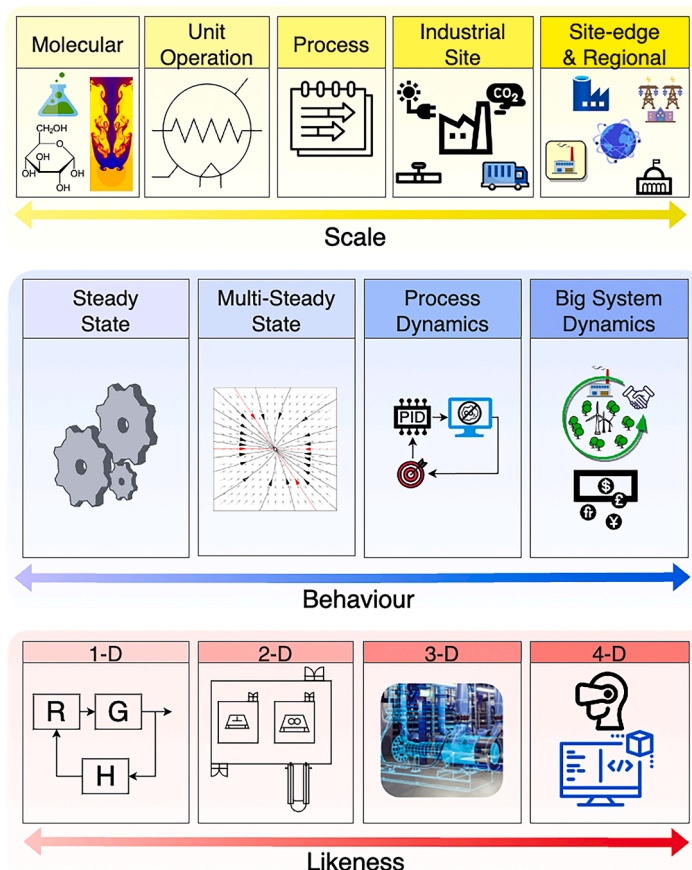 Molecular
Unit
Operation
Process
Industrial
Site
Site-edge
& Regional
CH₂OH
O
H
H
H
OH
H
OH
OH
H
OH
CO₂
Scale
Steady
State
Multi-Steady
State
Process
Dynamics
Big System
Dynamics
PID
$
£
¥
Behaviour
1-D
2-D
3-D
4-D
R
G
H
</>
Likeness